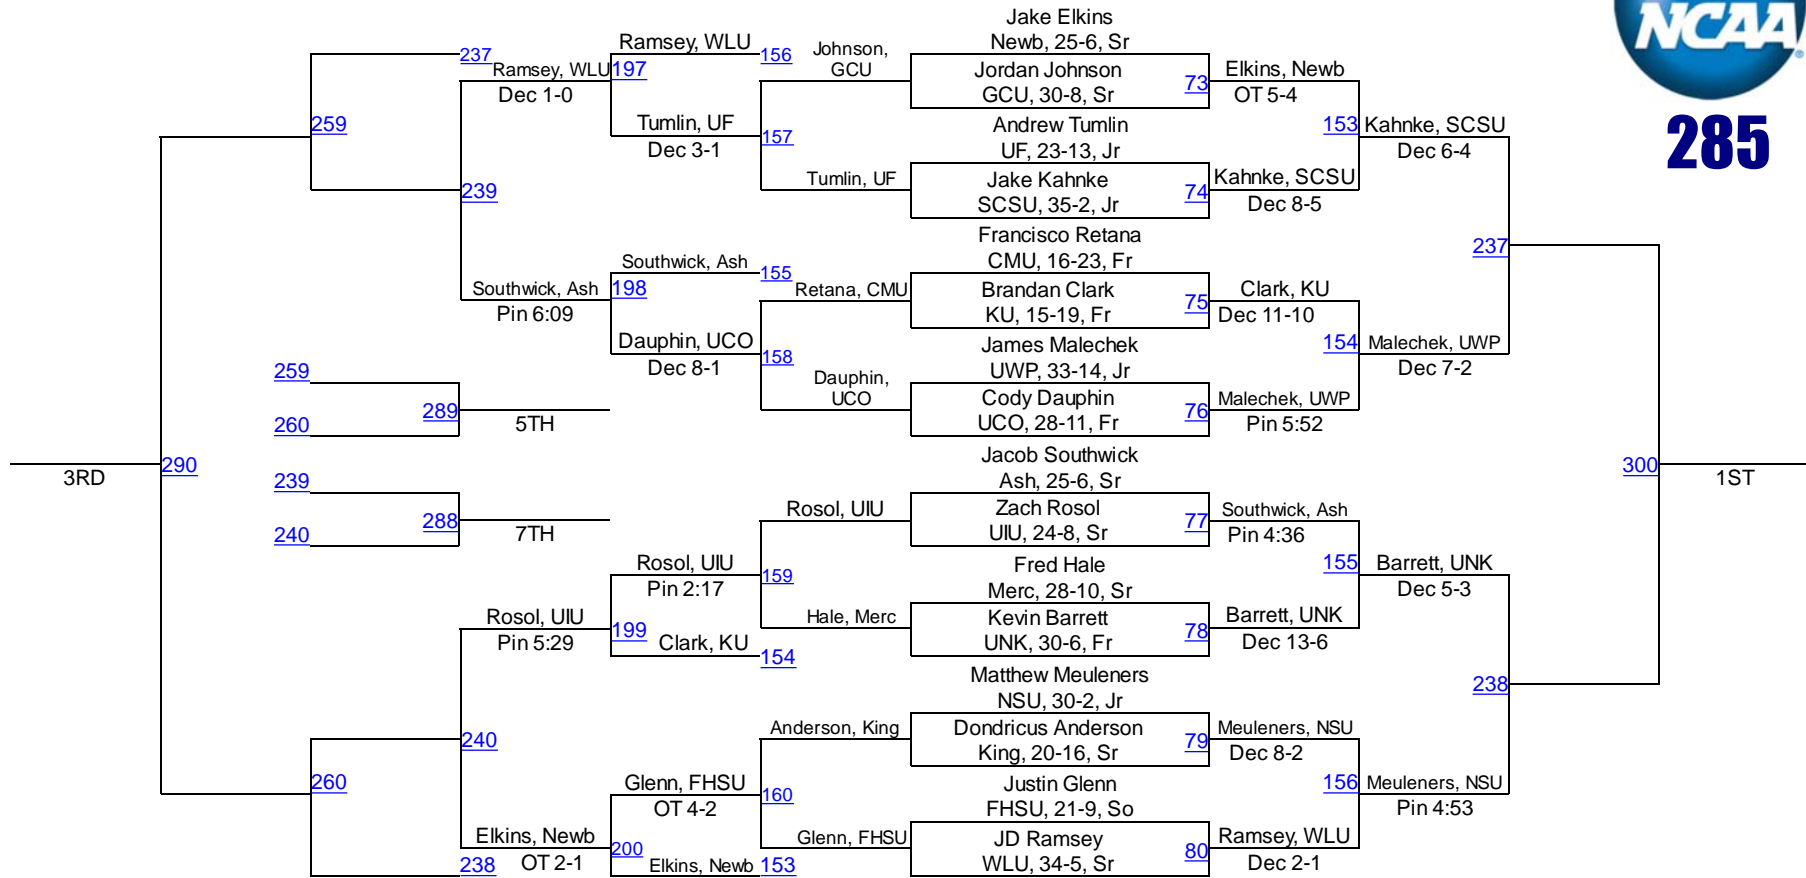 NCAA
285
237
259
239
Ramsey, WLU
Dec 1-0
Ramsey, WLU
197
156
Tumlin, UF
Dec 3-1
157
Johnson,
GCU
Tumlin, UF
Southwick, Ash
Pin 6:09
Southwick, Ash
198
155
Dauphin, UCO
Dec 8-1
158
Retana, CMU
Dauphin,
UCO
259
260
289
5TH
239
240
288
7TH
3RD
290
Rosol, UIU
Pin 5:29
Rosol, UIU
Pin 2:17
199
Clark, KU
154
159
Rosol, UIU
Hale, Merc
240
260
238
Elkins, Newb
OT 2-1
Glenn, FHSU
OT 4-2
200
Elkins, Newb
153
160
Anderson, King
Glenn, FHSU
Jake Elkins
Newb, 25-6, Sr
Jordan Johnson
GCU, 30-8, Sr
73
Andrew Tumlin
UF, 23-13, Jr
Jake Kahnke
SCSU, 35-2, Jr
74
Francisco Retana
CMU, 16-23, Fr
Brandan Clark
KU, 15-19, Fr
75
James Malechek
UWP, 33-14, Jr
Cody Dauphin
UCO, 28-11, Fr
76
Jacob Southwick
Ash, 25-6, Sr
Zach Rosol
UIU, 24-8, Sr
77
Fred Hale
Merc, 28-10, Sr
Kevin Barrett
UNK, 30-6, Fr
78
Matthew Meuleners
NSU, 30-2, Jr
Dondricus Anderson
King, 20-16, Sr
79
Justin Glenn
FHSU, 21-9, So
JD Ramsey
WLU, 34-5, Sr
80
Elkins, Newb
OT 5-4
Kahnke, SCSU
Dec 8-5
153
Kahnke, SCSU
Dec 6-4
Clark, KU
Dec 11-10
Malechek, UWP
Pin 5:52
154
Malechek, UWP
Dec 7-2
237
Southwick, Ash
Pin 4:36
Barrett, UNK
Dec 13-6
155
Barrett, UNK
Dec 5-3
Meuleners, NSU
Dec 8-2
Ramsey, WLU
Dec 2-1
156
Meuleners, NSU
Pin 4:53
238
300
1ST